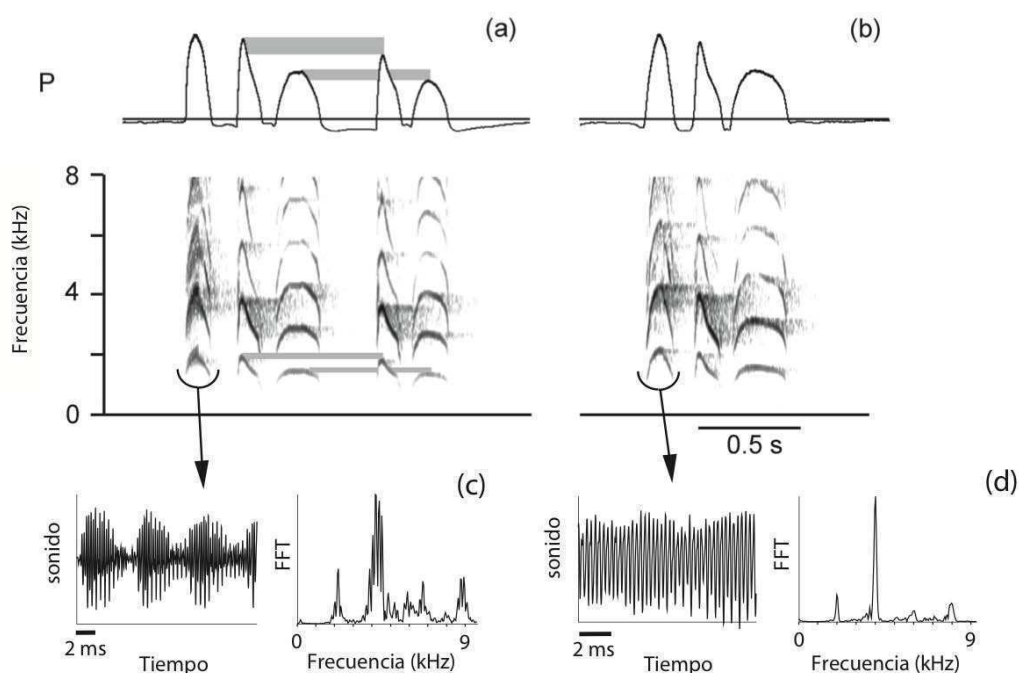 (a)
(b)
P
8
4
0
Frecuencia (kHz)
0.5 s
(c)
(d)
sonido
2 ms
Tiempo
FFT
0
9
Frecuencia (kHz)
sonido
2 ms
Tiempo
FFT
0
9
Frecuencia (kHz)